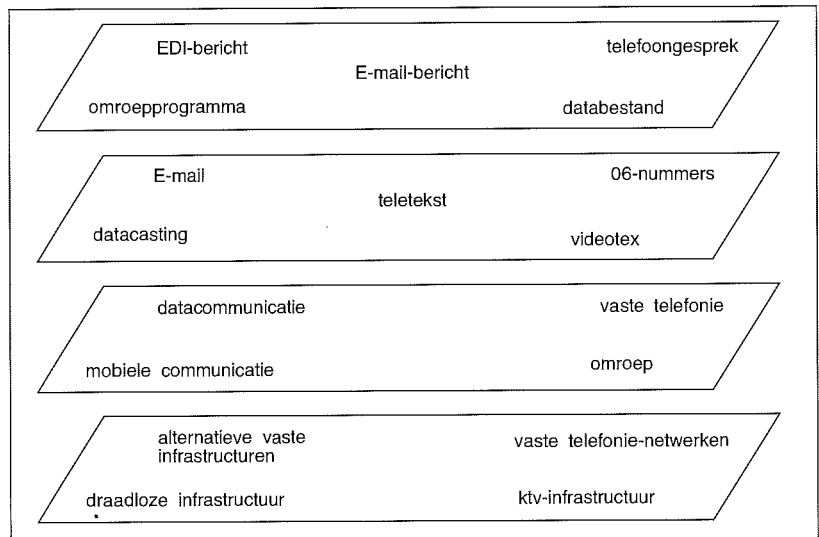 EDI-bericht
telefoongesprek
E-mail-bericht
omroepprogramma
databestand
E-mail
06-nummers
teletekst
datacasting
videotex
datacommunicatie
vaste telefonie
mobiele communicatie
omroep
alternatieve vaste
infrastructuren
vaste telefonie-netwerken
draadloze infrastructuur
ktv-infrastructuur